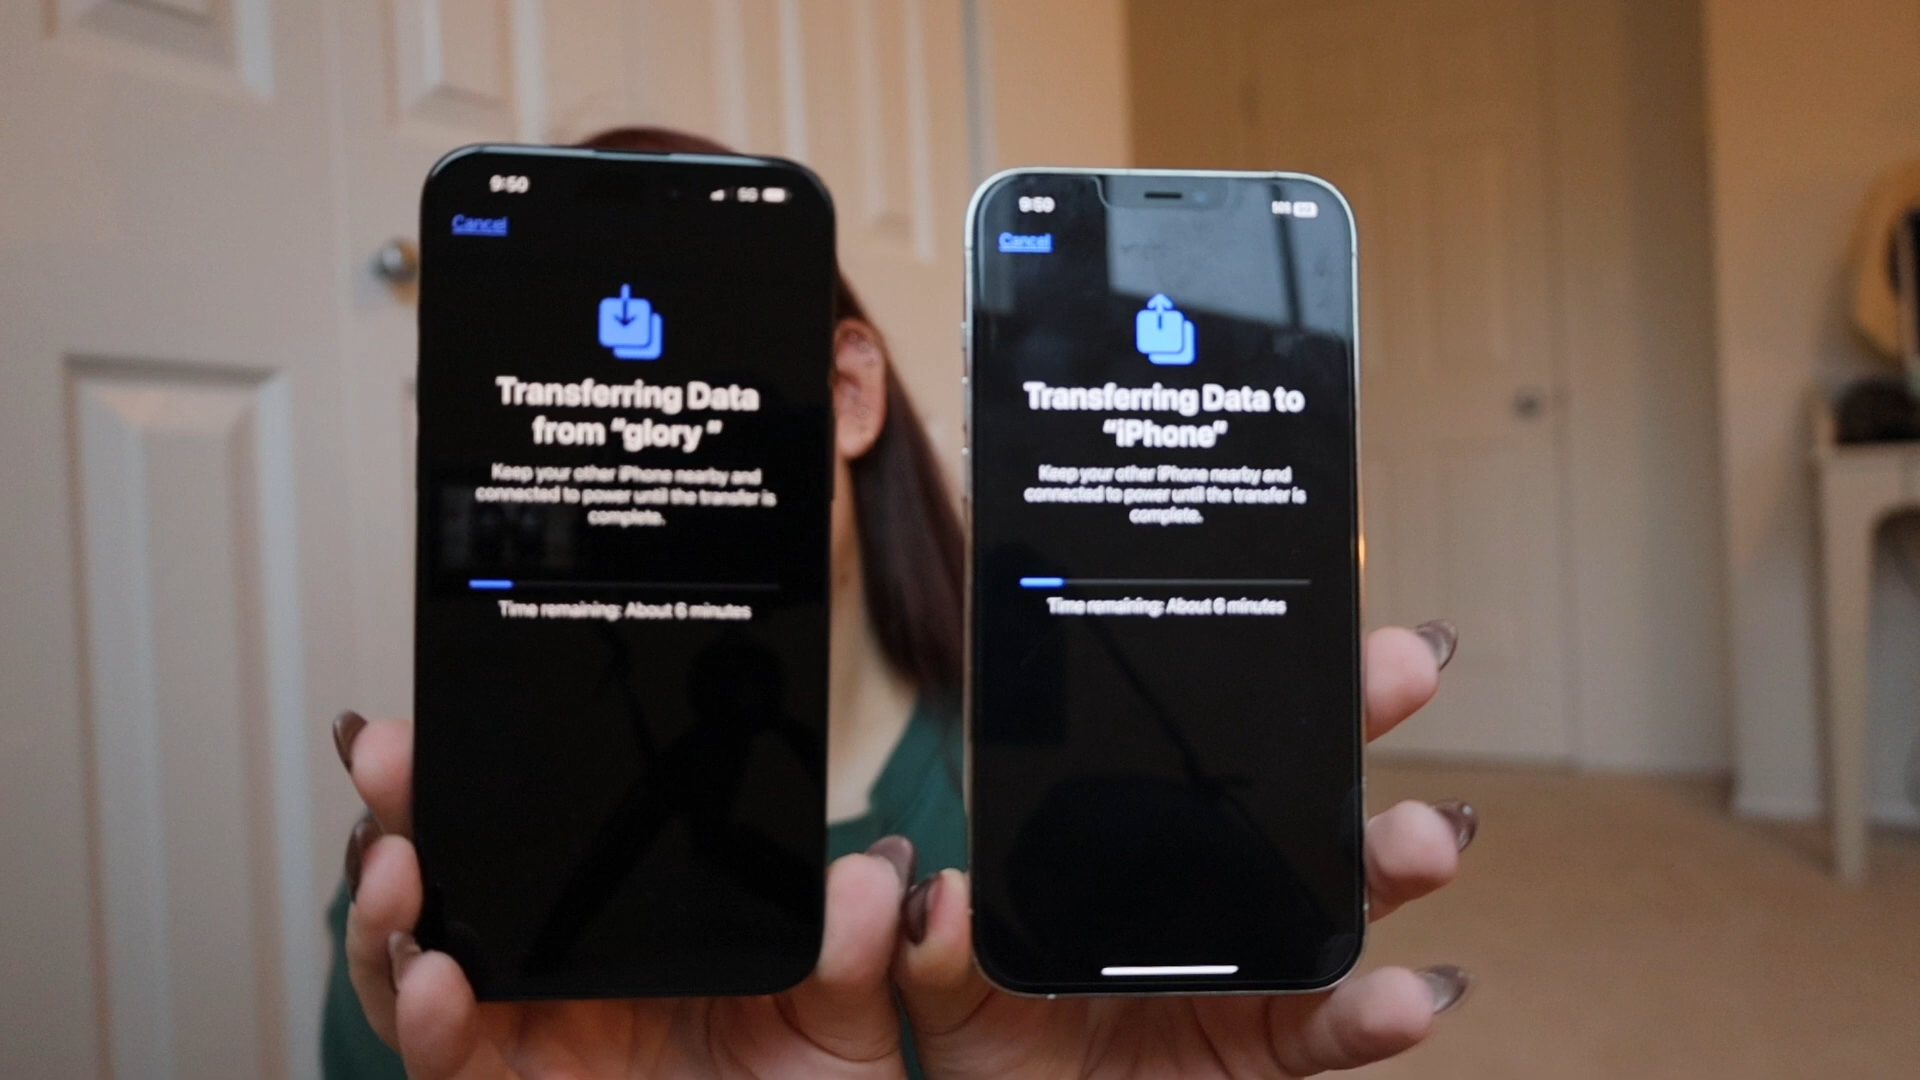 9:50
5G
Cancel
Transferring Data
from “glory ”
Keep your other iPhone nearby and
connected to power until the transfer is
complete.
Time remaining: About 6 minutes
9:50
Cancel
Transferring Data to
“iPhone”
Keep your other iPhone nearby and
connected to power until the transfer is
complete.
Time remaining: About 6 minutes